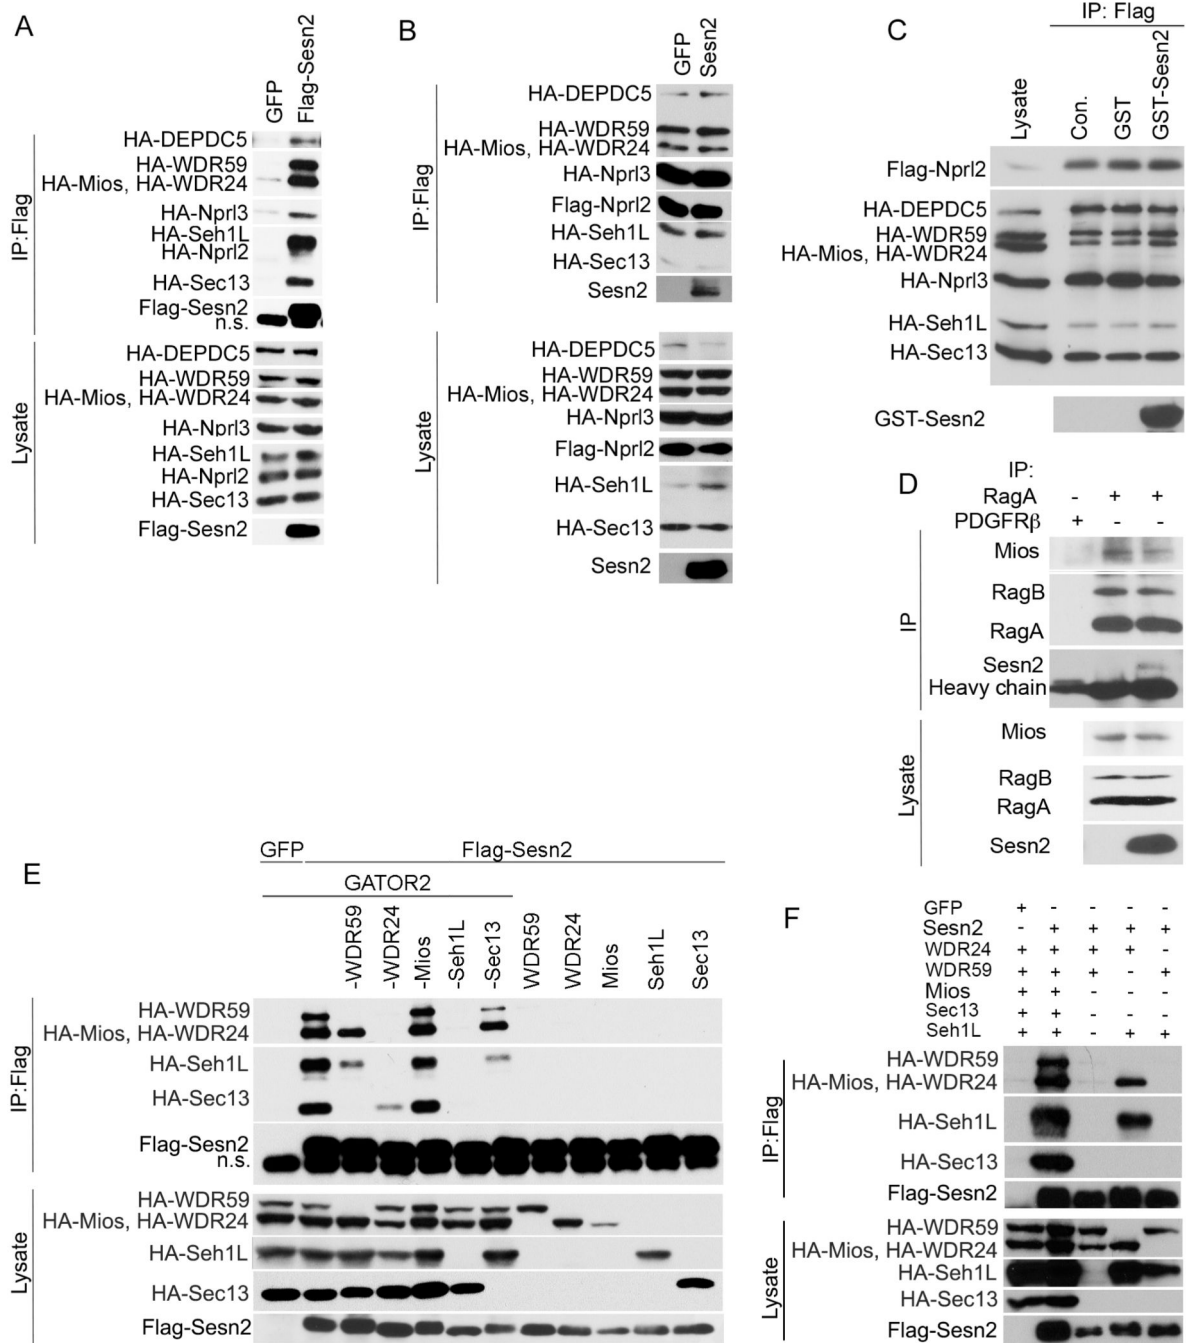 A
GFP
Flag-Sesn2
IP:Flag
HA-DEPDC5
HA-WDR59
HA-Mios, HA-WDR24
HA-Nprl3
HA-Seh1L
HA-Nprl2
HA-Sec13
Flag-Sesn2
n.s.
Lysate
HA-DEPDC5
HA-WDR59
HA-Mios, HA-WDR24
HA-Nprl3
HA-Seh1L
HA-Nprl2
HA-Sec13
Flag-Sesn2
B
GFP
Sesn2
IP:Flag
HA-DEPDC5
HA-WDR59
HA-Mios, HA-WDR24
HA-Nprl3
Flag-Nprl2
HA-Seh1L
HA-Sec13
Sesn2
Lysate
HA-DEPDC5
HA-WDR59
HA-Mios, HA-WDR24
HA-Nprl3
Flag-Nprl2
HA-Seh1L
HA-Sec13
Sesn2
C
IP: Flag
Lysate
Con.
GST
GST-Sesn2
Flag-Nprl2
HA-DEPDC5
HA-WDR59
HA-Mios, HA-WDR24
HA-Nprl3
HA-Seh1L
HA-Sec13
GST-Sesn2
D
IP:
RagA - + +
PDGFRβ + - -
IP
Mios
RagB
RagA
Sesn2
Heavy chain
Lysate
Mios
RagB
RagA
Sesn2
E
GFP Flag-Sesn2
GATOR2
-WDR59
-WDR24
-Mios
-Seh1L
-Sec13
WDR59
WDR24
Mios
Seh1L
Sec13
IP:Flag
HA-WDR59
HA-Mios, HA-WDR24
HA-Seh1L
HA-Sec13
Flag-Sesn2
n.s.
Lysate
HA-WDR59
HA-Mios, HA-WDR24
HA-Seh1L
HA-Sec13
Flag-Sesn2
F
GFP + - - - -
Sesn2 - + + + +
WDR24 + + + + -
WDR59 + + + - +
Mios + + - - -
Sec13 + + - - -
Seh1L + + - + +
IP:Flag
HA-WDR59
HA-Mios, HA-WDR24
HA-Seh1L
HA-Sec13
Flag-Sesn2
Lysate
HA-WDR59
HA-Mios, HA-WDR24
HA-Seh1L
HA-Sec13
Flag-Sesn2